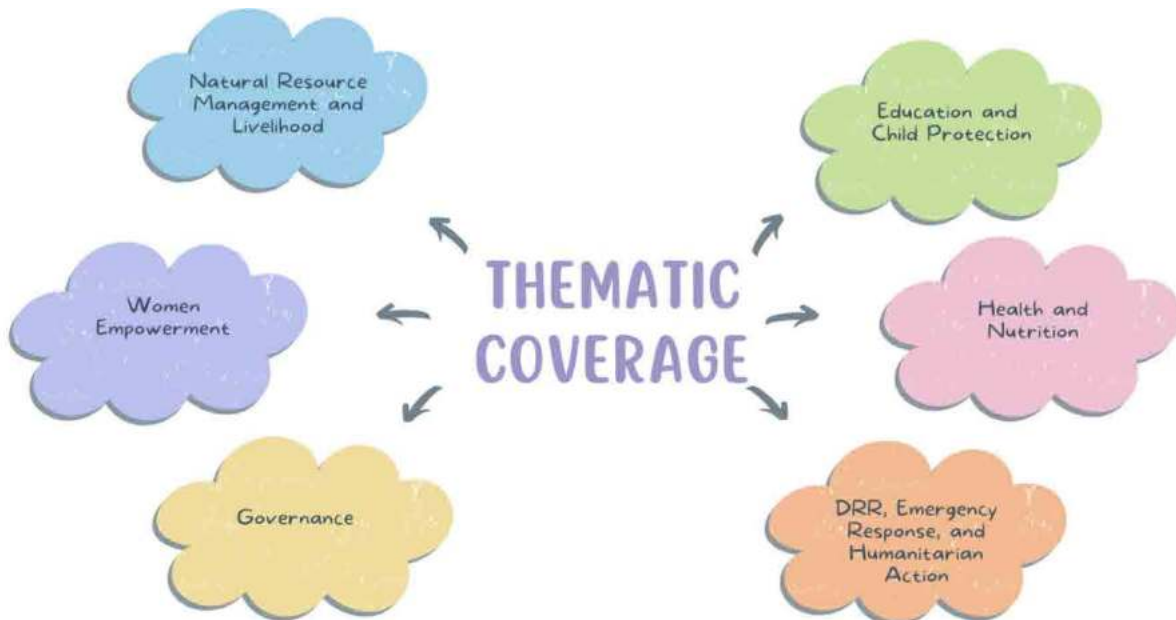 Natural Resource
Management and
Livelihood
Education and
Child Protection
Women
Empowerment
THEMATIC
COVERAGE
Health and
Nutrition
Governance
DRR, Emergency
Response, and
Humanitarian
Action